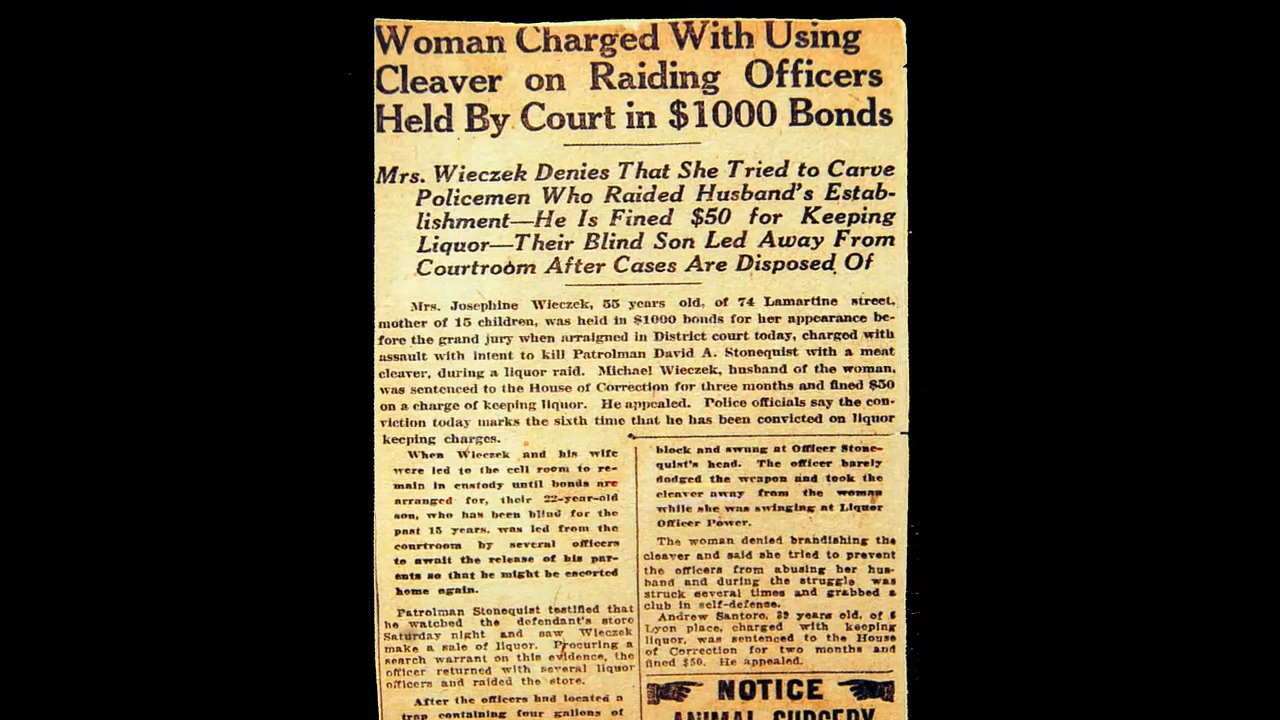 Woman Charged With Using
Cleaver on Raiding Officers
Held By Court in $1000 Bonds
Mrs. Wieczek Denies That She Tried to Carve
Policemen Who Raided Husband's Estab-
lishment—He Is Fined $50 for Keeping
Liquor—Their Blind Son Led Away From
Courtroom After Cases Are Disposed Of
Mrs. Josephine Wieczek, 55 years old, of 74 Lamartine street,
mother of 15 children, was held in $1000 bonds for her appearance be-
fore the grand jury when arraigned in District court today, charged with
assault with intent to kill Patrolman David A. Stonequist with a meat
cleaver, during a liquor raid. Michael Wieczek, husband of the woman,
was sentenced to the House of Correction for three months and fined $50
on a charge of keeping liquor. He appealed. Police officials say the con-
viction today marks the sixth time that he has been convicted on liquor
keeping charges.
When Wieczek and his wife
were led to the cell room to re-
main in custody until bonds are
arranged for, their 22-year-old
son, who has been blind for the
past 15 years, was led from the
courtroom by several officers
to await the release of his par-
ents so that he might be escorted
home again.
Patrolman Stonequist testified that
he watched the defendant's store
Saturday night and saw Wieczek
make a sale of liquor. Procuring a
search warrant on this evidence, the
officer returned with several liquor
officers and raided the store.
After the officers had located a
trap containing four gallons of
block and swung at Officer Stone-
quist's head. The officer barely
dodged the weapon and took the
cleaver away from the woman
while she was swinging at Liquor
Officer Power.
The woman denied brandishing the
cleaver and said she tried to prevent
the officers from abusing her hus-
band and during the struggle was
struck several times and grabbed a
club in self-defense.
Andrew Santoro, years old, of 6
Lyon place, charged with keeping
liquor, was sentenced to the House
of Correction for two months and
fined $50. He appealed.
NOTICE
ANIMAL SURGERY